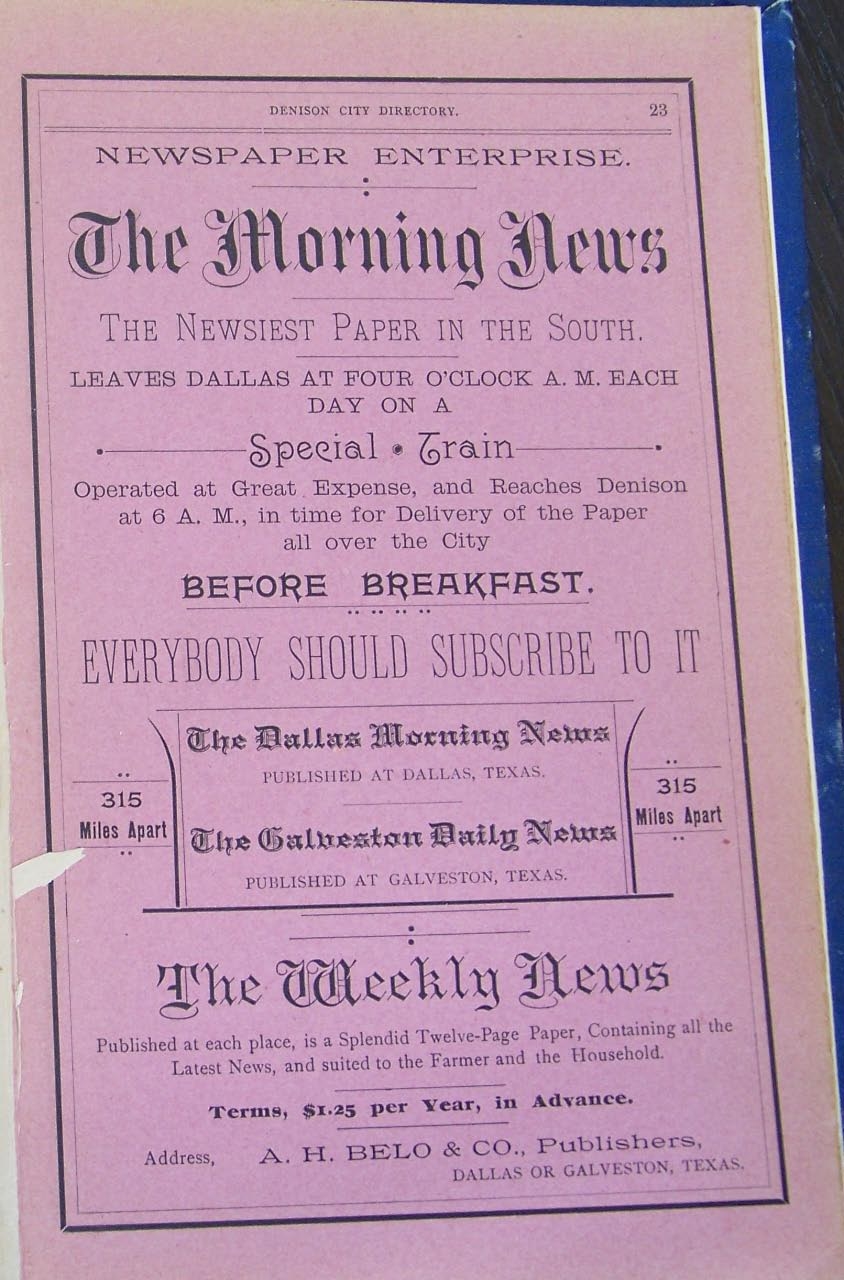 DENISON CITY DIRECTORY. 23
NEWSPAPER ENTERPRISE.
The Morning News
THE NEWSIEST PAPER IN THE SOUTH.
LEAVES DALLAS AT FOUR O'CLOCK A. M. EACH
DAY ON A
Special • Train
Operated at Great Expense, and Reaches Denison
at 6 A. M., in time for Delivery of the Paper
all over the City
BEFORE BREAKFAST.
EVERYBODY SHOULD SUBSCRIBE TO IT
The Dallas Morning News
PUBLISHED AT DALLAS, TEXAS.
315
Miles Apart
315
Miles Apart
The Galveston Daily News
PUBLISHED AT GALVESTON, TEXAS.
The Weekly News
Published at each place, is a Splendid Twelve-Page Paper, Containing all the
Latest News, and suited to the Farmer and the Household.
Terms, $1.25 per Year, in Advance.
Address, A. H. BELO & CO., Publishers,
DALLAS OR GALVESTON, TEXAS.